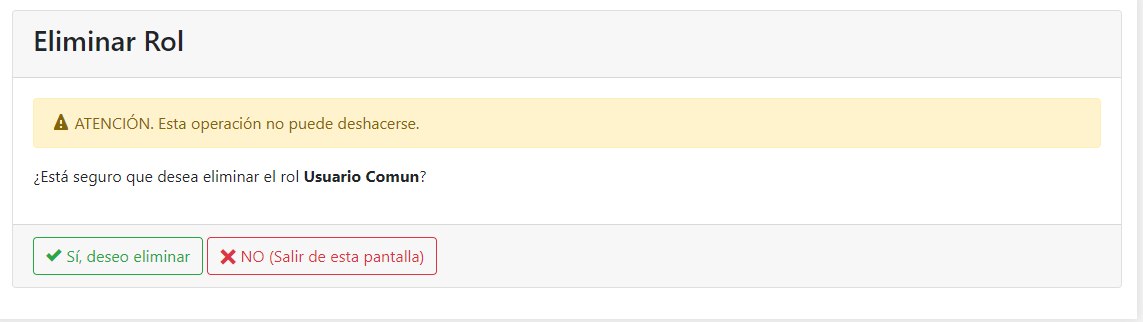 Eliminar Rol
ATENCIÓN. Esta operación no puede deshacerse.
¿Está seguro que desea eliminar el rol Usuario Comun?
Sí, deseo eliminar NO (Salir de esta pantalla)